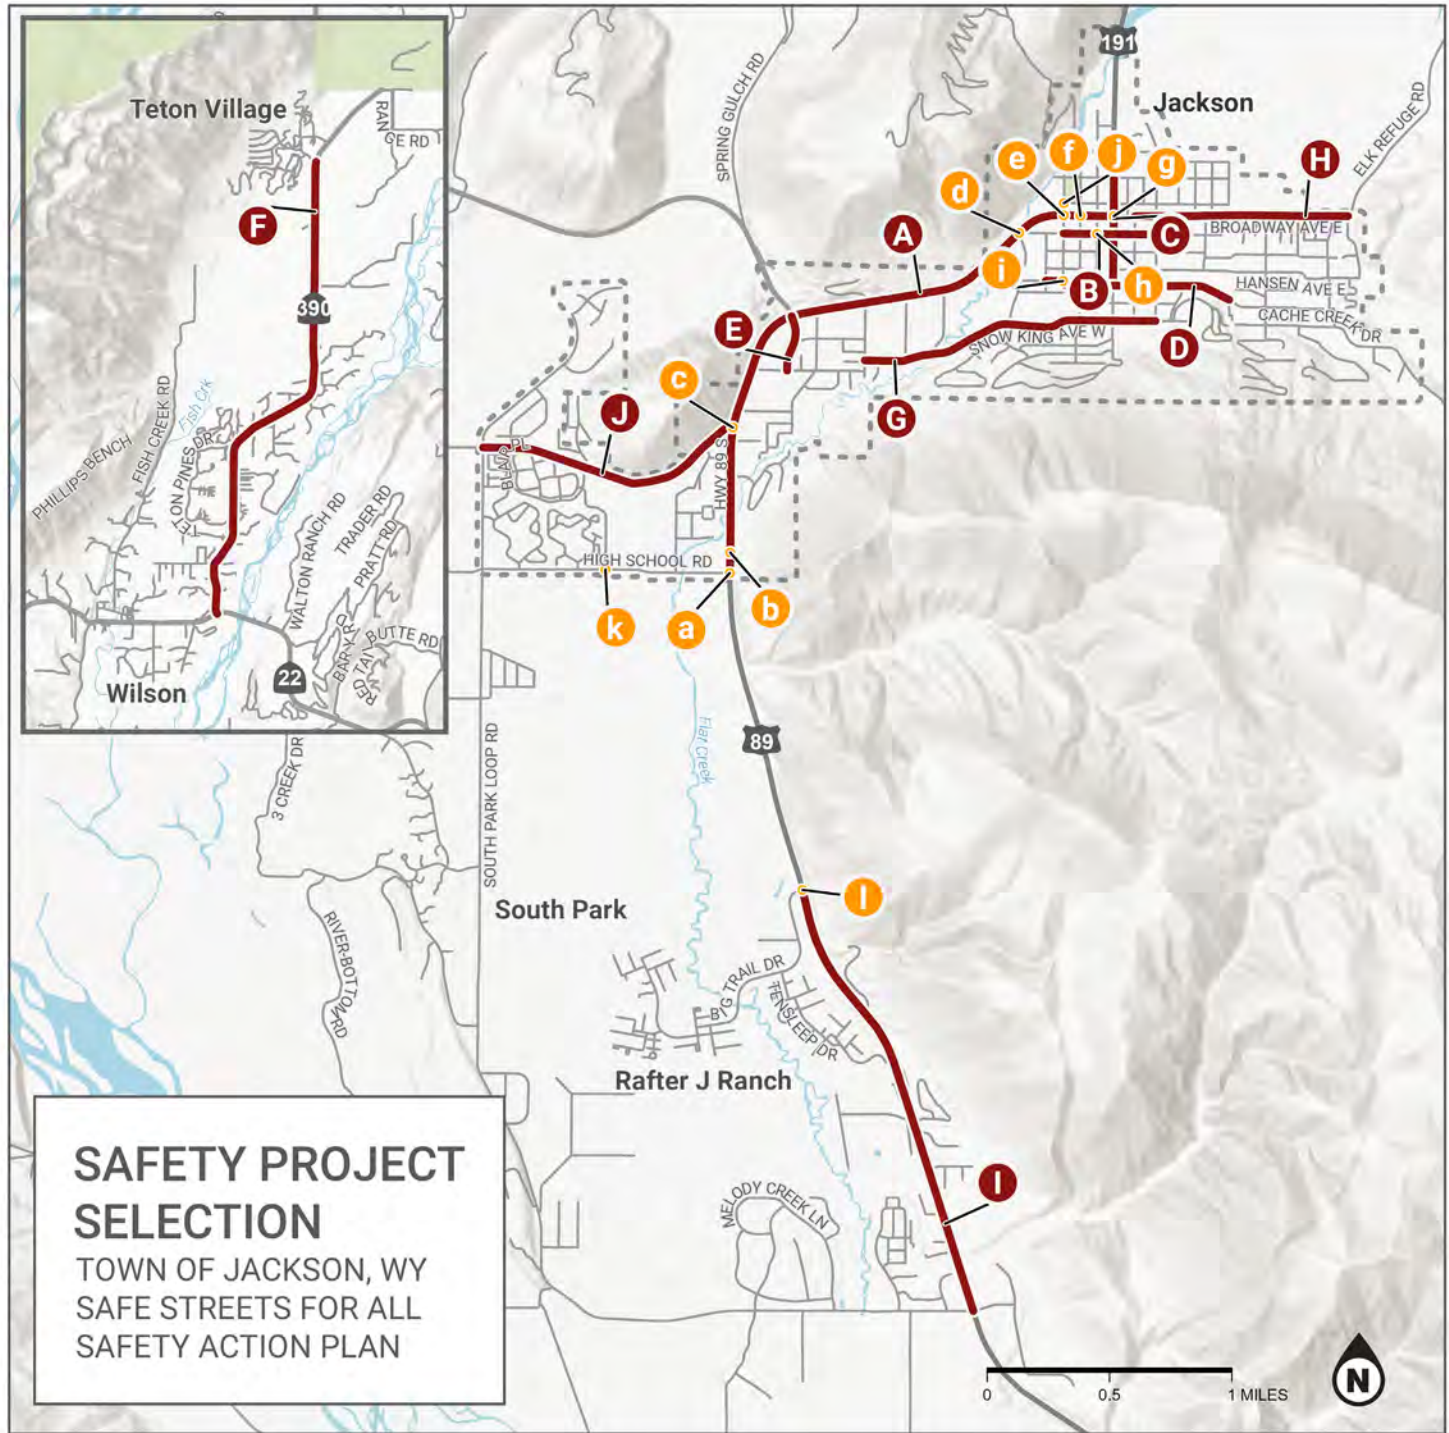 Teton Village
RANCE RD
F
390
FISH CREEK RD
Fish Crk
PHILLIPS BENCH
TETON PINES DR
WALTON RANCH RD
TRADER RD
PRATT RD
BAR Y RD
RED TAIL BUTTE RD
22
Wilson
191
Jackson
SPRING GULCH RD
ELK REFUGE RD
e
f
j
g
H
d
A
C
BROADWAY AVE E
i
B
h
HANSEN AVE E
CACHE CREEK DR
E
SNOW KING AVE W
D
c
J
G
BLAIR PL
HWY 89 S
HIGH SCHOOL RD
k
a
b
89
Flat Creek
3 CREEK DR
SOUTH PARK LOOP RD
l
South Park
RIVER-BOTTOM RD
BIG TRAIL DR
TENSLEEP DR
Rafter J Ranch
I
MELODY CREEK LN
SAFETY PROJECT
SELECTION
TOWN OF JACKSON, WY
SAFE STREETS FOR ALL
SAFETY ACTION PLAN
0 0.5 1 MILES
N